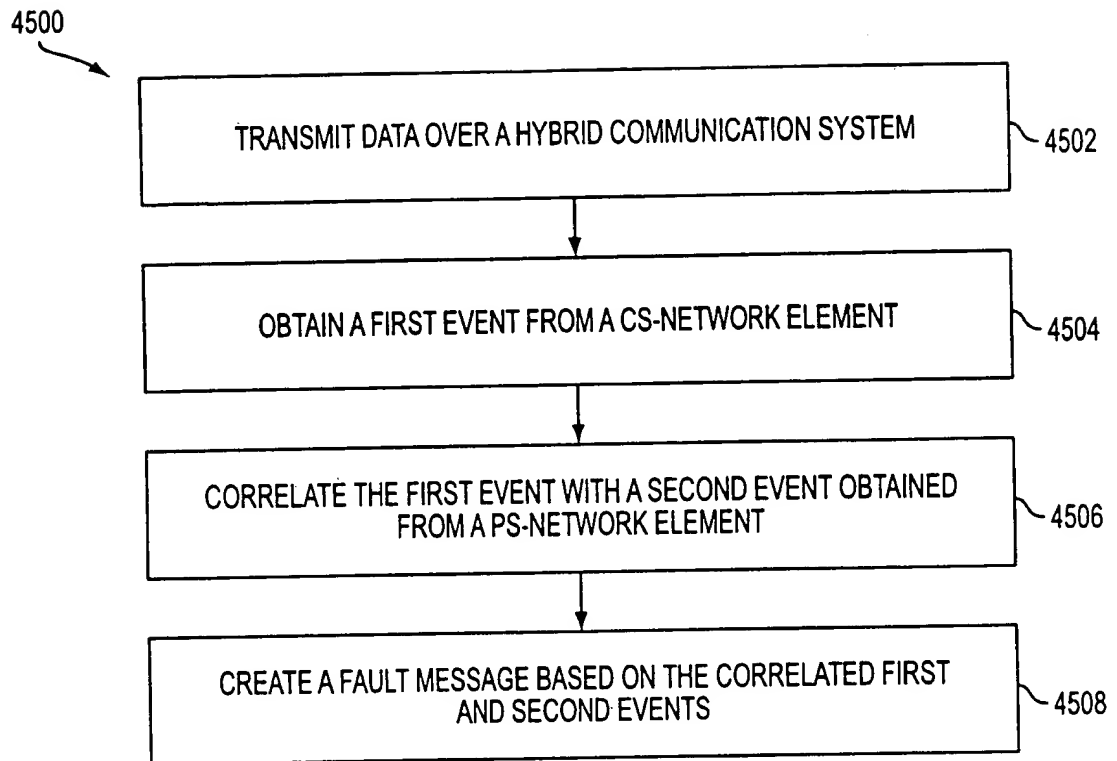 4500
TRANSMIT DATA OVER A HYBRID COMMUNICATION SYSTEM
4502
OBTAIN A FIRST EVENT FROM A CS-NETWORK ELEMENT
4504
CORRELATE THE FIRST EVENT WITH A SECOND EVENT OBTAINED
FROM A PS-NETWORK ELEMENT
4506
CREATE A FAULT MESSAGE BASED ON THE CORRELATED FIRST
AND SECOND EVENTS
4508